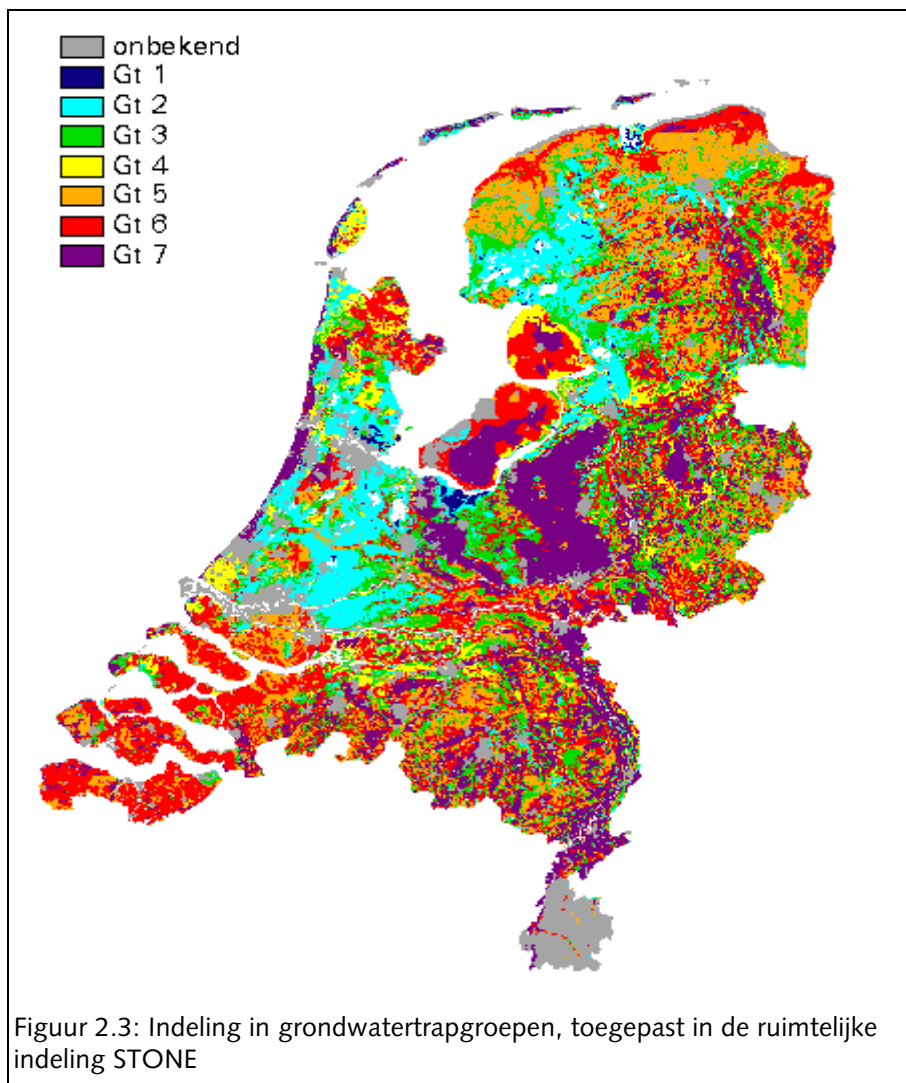 onbekend
Gt 1
Gt 2
Gt 3
Gt 4
Gt 5
Gt 6
Gt 7
Figuur 2.3: Indeling in grondwatertrapgroepen, toegepast in de ruimtelijke
indeling STONE